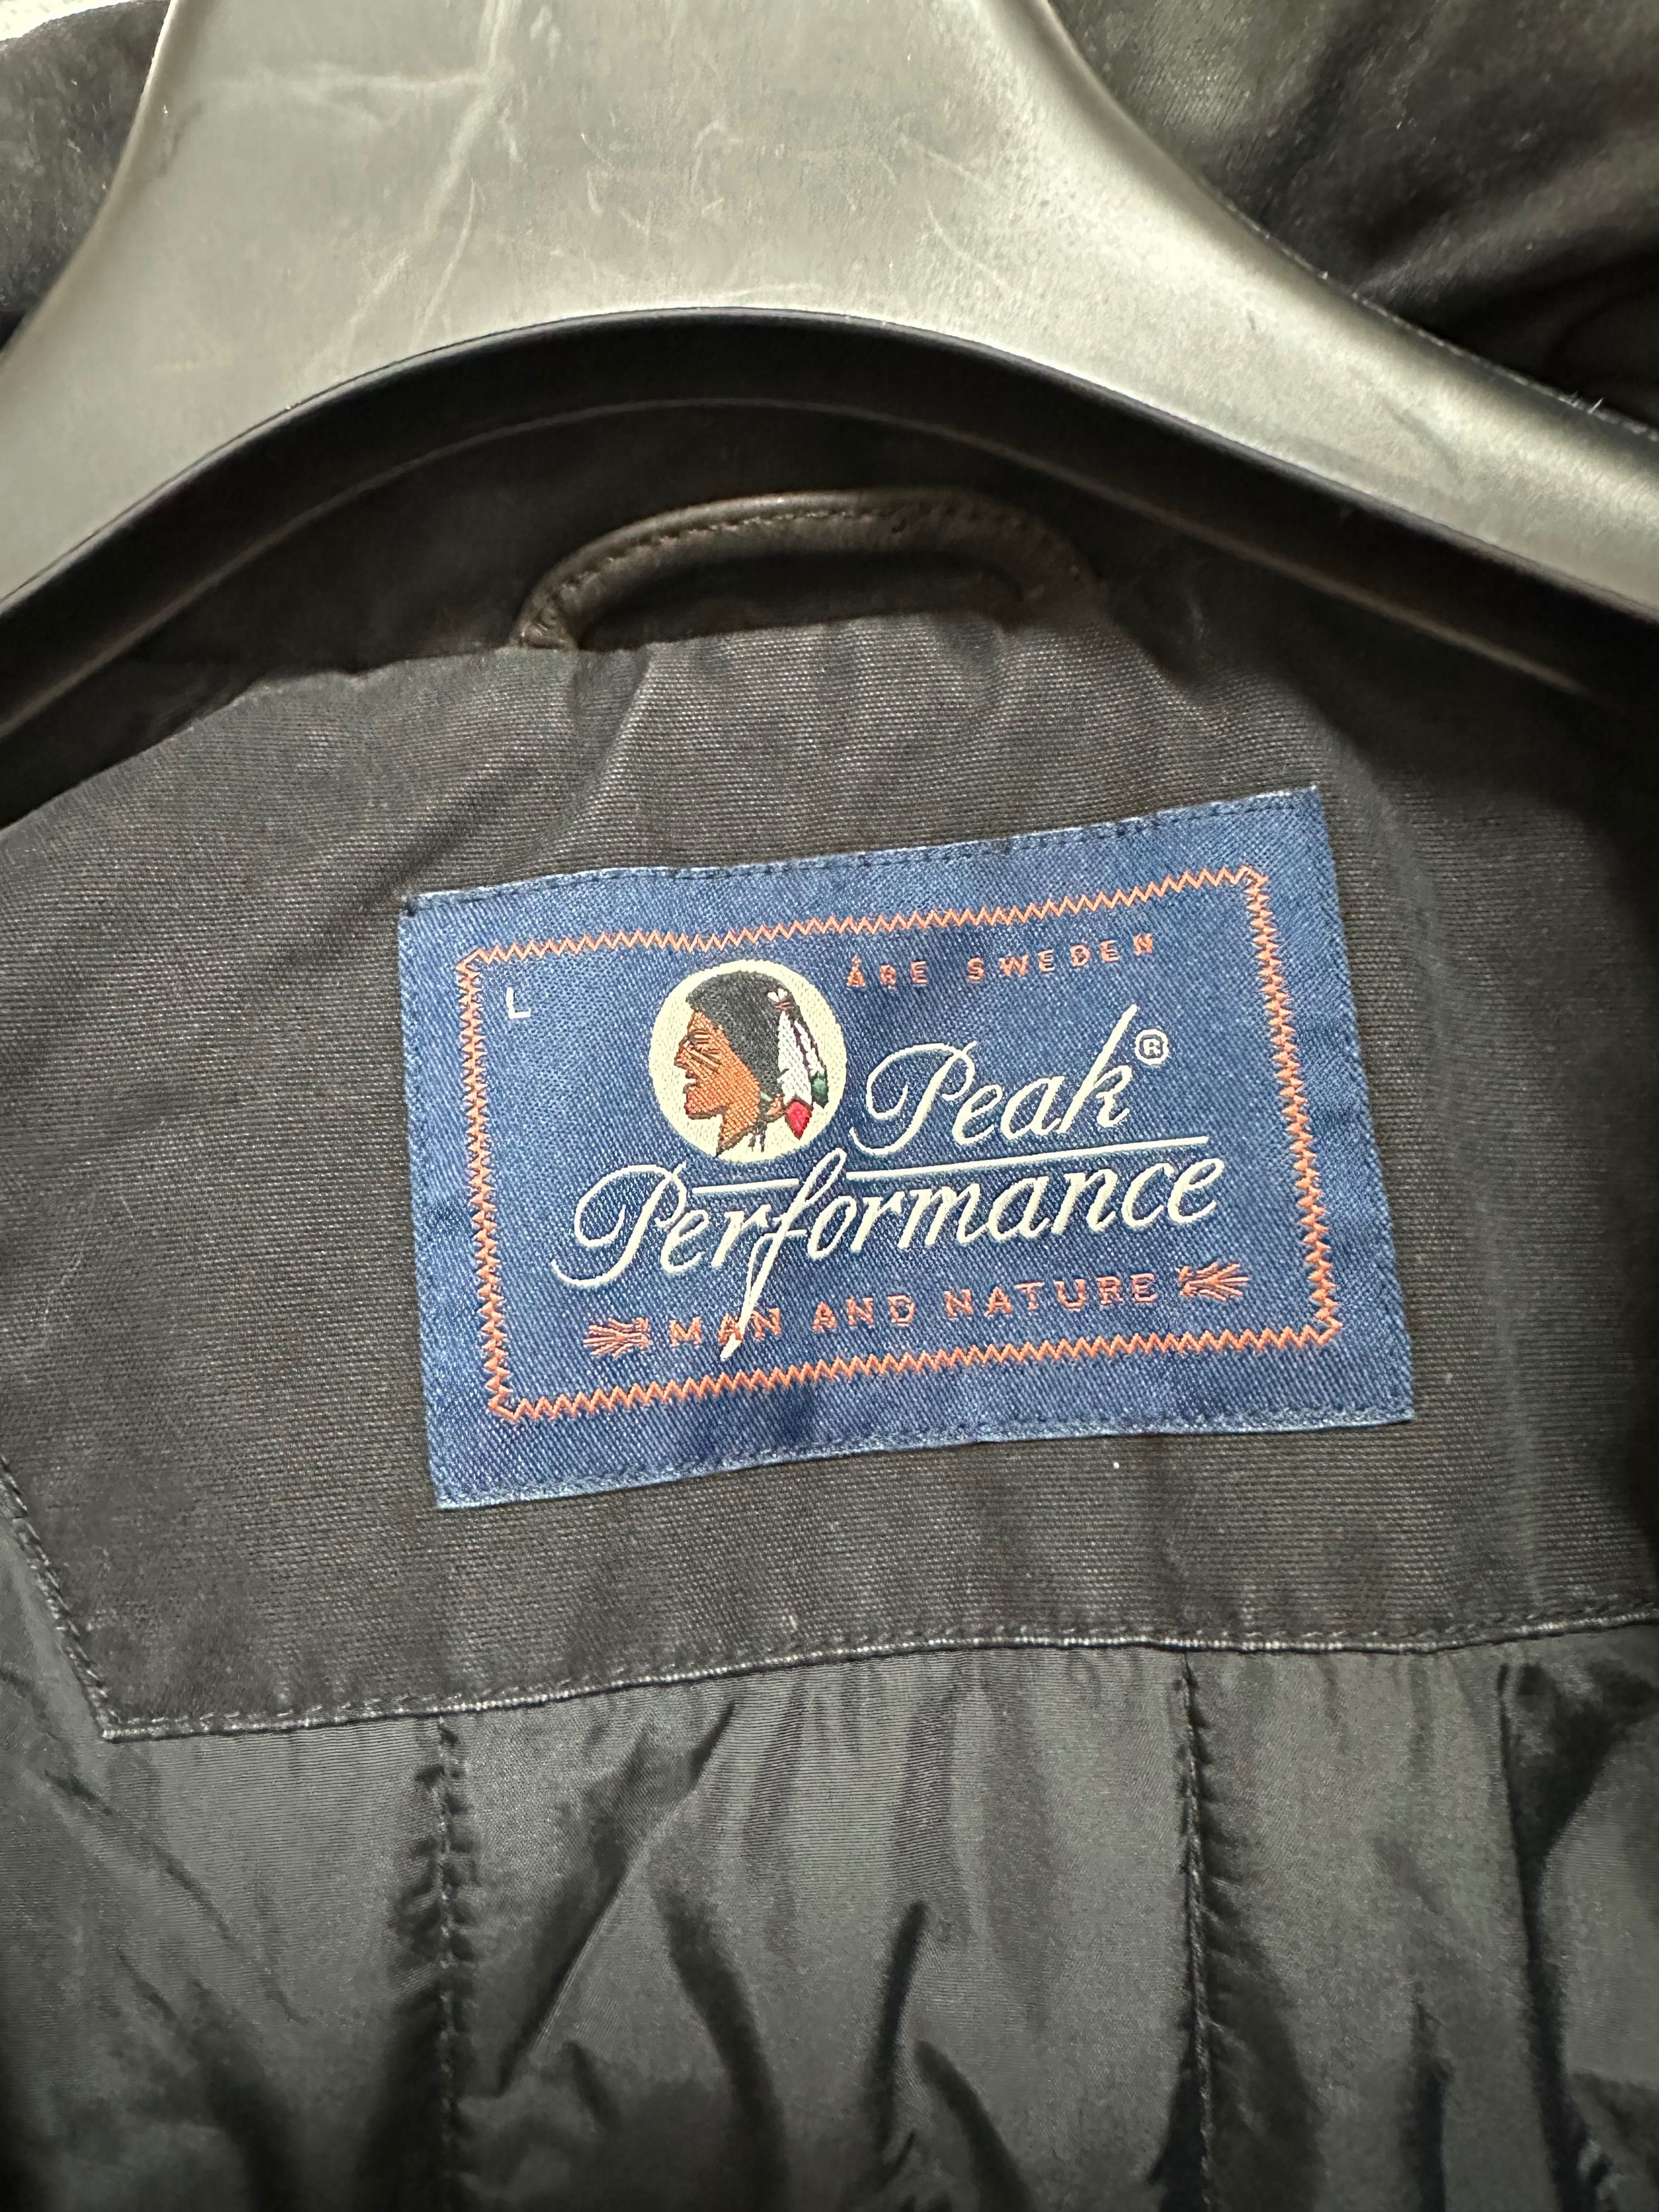 ÅRE SWEDEN
L
Peak®
Performance
MAN AND NATURE